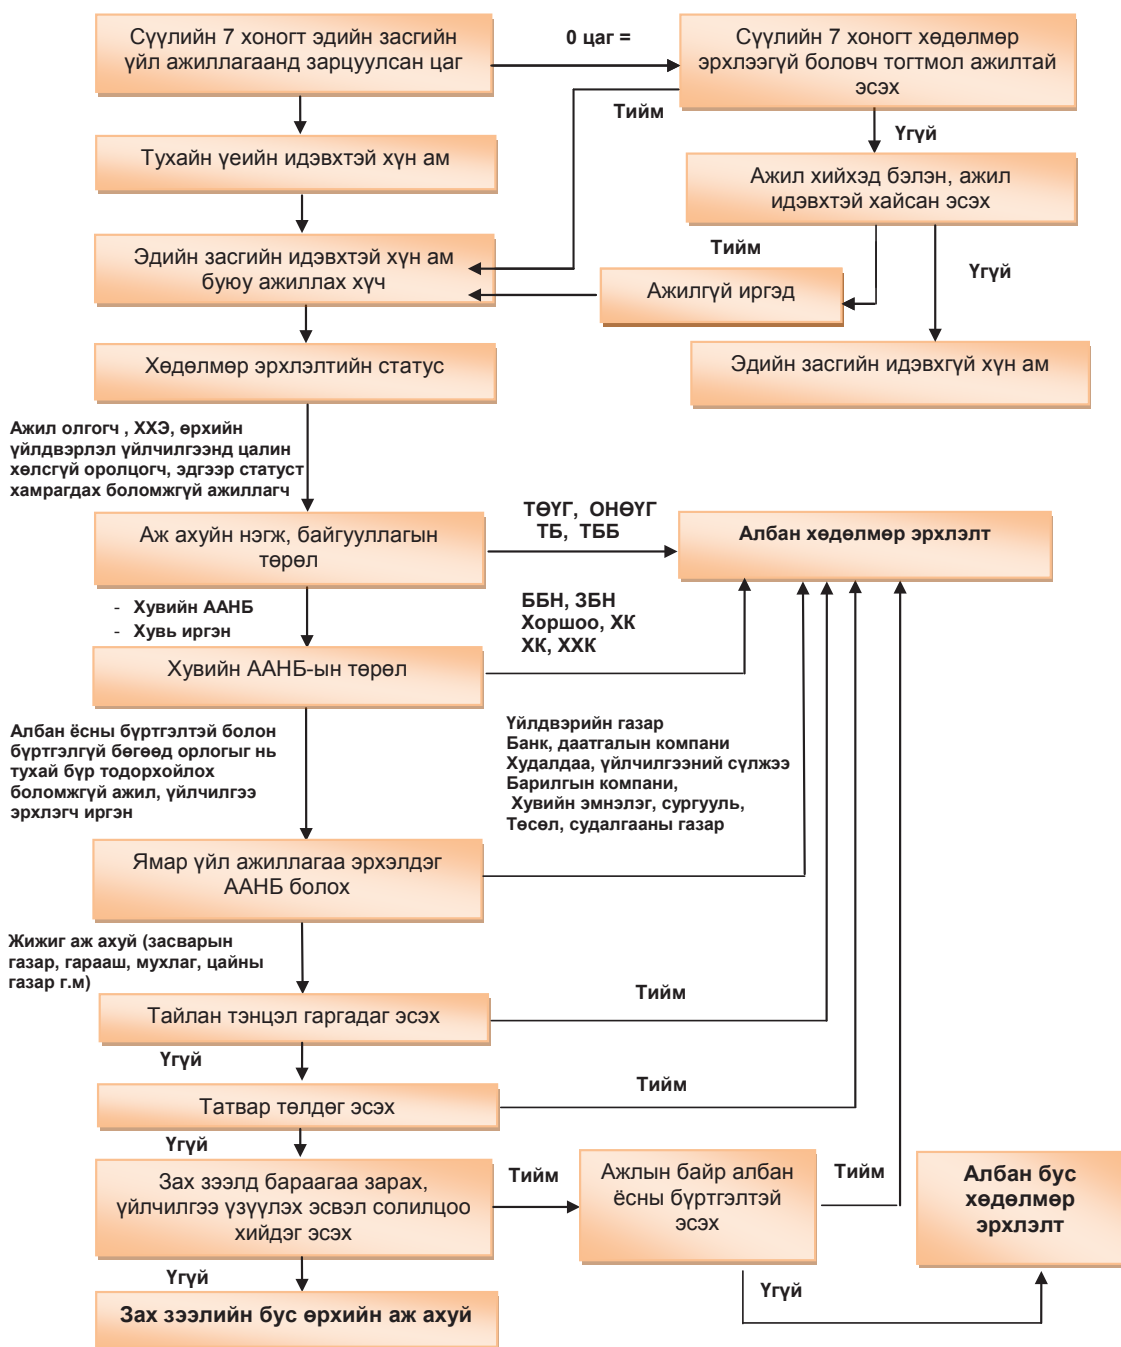 Сүүлийн 7 хоногт эдийн засгийн
үйл ажиллагаанд зарцуулсан цаг
0 цаг =
Сүүлийн 7 хоногт хөдөлмөр
эрхлээгүй боловч тогтмол ажилтай
эсэх
Тийм
Үгүй
Тухайн үеийн идэвхтэй хүн ам
Ажил хийхэд бэлэн, ажил
идэвхтэй хайсан эсэх
Тийм
Үгүй
Эдийн засгийн идэвхтэй хүн ам
буюу ажиллах хүч
Ажилгүй иргэд
Хөдөлмөр эрхлэлтийн статус
Эдийн засгийн идэвхгүй хүн ам
Ажил олгогч , ХХЭ, өрхийн
үйлдвэрлэл үйлчилгээнд цалин
хөлсгүй оролцогч, эдгээр статуст
хамрагдах боломжгүй ажиллагч
Аж ахуйн нэгж, байгууллагын
төрөл
ТӨҮГ, ОНӨҮГ
ТБ, ТББ
Албан хөдөлмөр эрхлэлт
- Хувийн ААНБ
- Хувь иргэн
ББН, ЗБН
Хоршоо, ХК
ХК, ХХК
Хувийн ААНБ-ын төрөл
Албан ёсны бүртгэлтэй болон
бүртгэлгүй бөгөөд орлогыг нь
тухай бүр тодорхойлох
боломжгүй ажил, үйлчилгээ
эрхлэгч иргэн
Үйлдвэрийн газар
Банк, даатгалын компани
Худалдаа, үйлчилгээний сүлжээ
Барилгын компани,
Хувийн эмнэлэг, сургууль,
Төсөл, судалгааны газар
Ямар үйл ажиллагаа эрхэлдэг
ААНБ болох
Жижиг аж ахуй (засварын
газар, гарааш, мухлаг, цайны
газар г.м)
Тайлан тэнцэл гаргадаг эсэх
Тийм
Үгүй
Татвар төлдөг эсэх
Тийм
Үгүй
Зах зээлд бараагаа зарах,
үйлчилгээ үзүүлэх эсвэл солилцоо
хийдэг эсэх
Тийм
Ажлын байр албан
ёсны бүртгэлтэй
эсэх
Тийм
Албан бус
хөдөлмөр
эрхлэлт
Үгүй
Үгүй
Зах зээлийн бус өрхийн аж ахуй